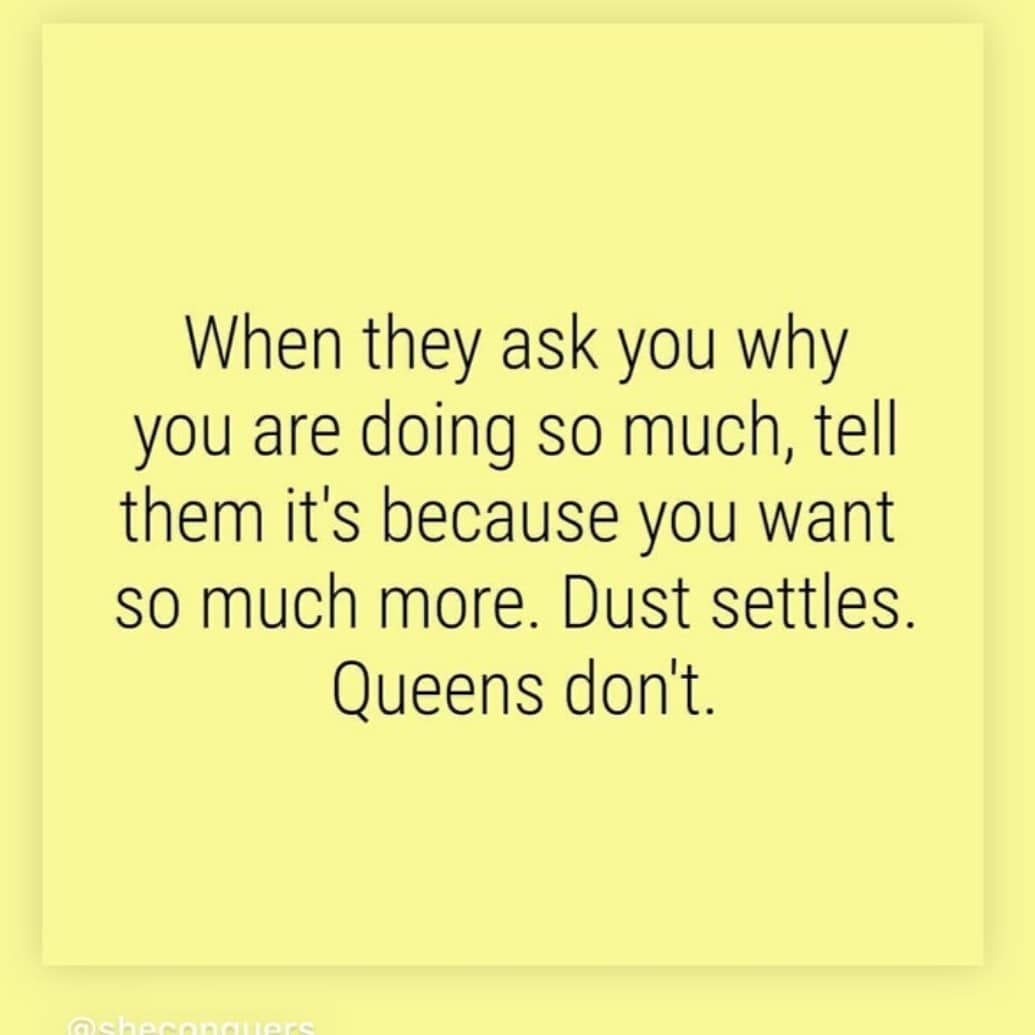 When they ask you why
you are doing so much, tell
them it's because you want
so much more. Dust settles.
Queens don't.
@sheconquers